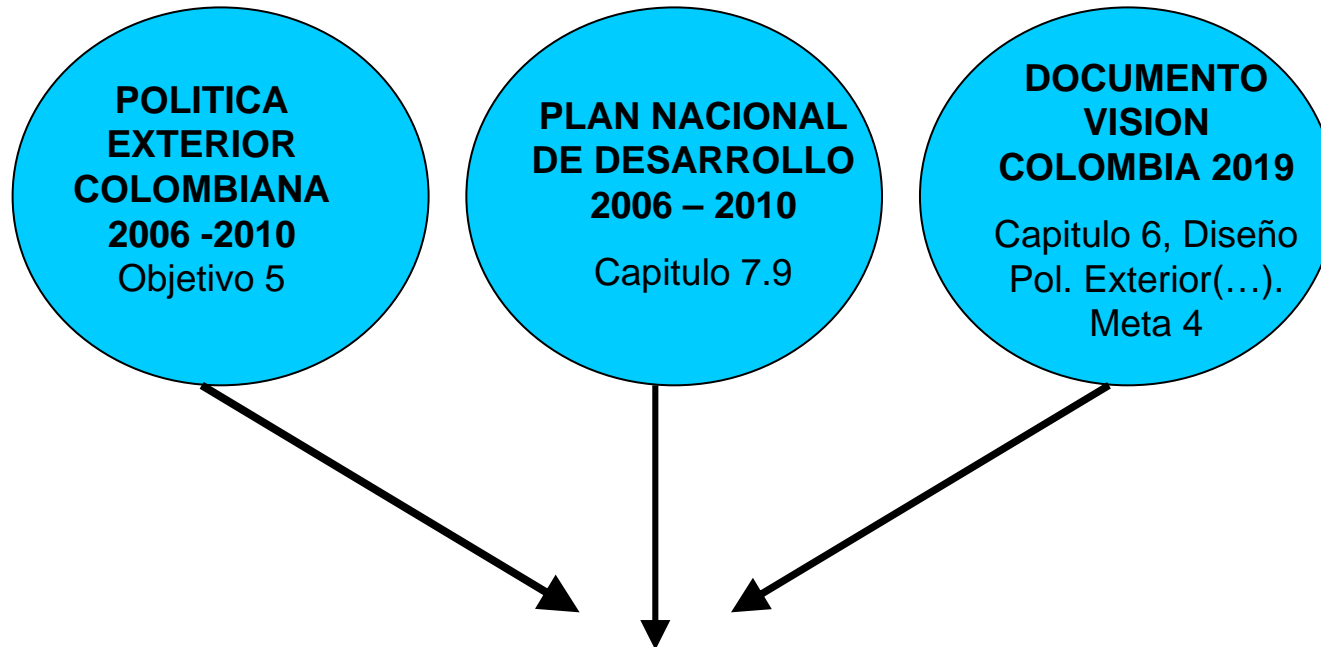 POLITICA
EXTERIOR
COLOMBIANA
2006 -2010
Objetivo 5
PLAN NACIONAL
DE DESARROLLO
2006 – 2010
Capitulo 7.9
DOCUMENTO
VISION
COLOMBIA 2019
Capitulo 6, Diseño
Pol. Exterior(…).
Meta 4